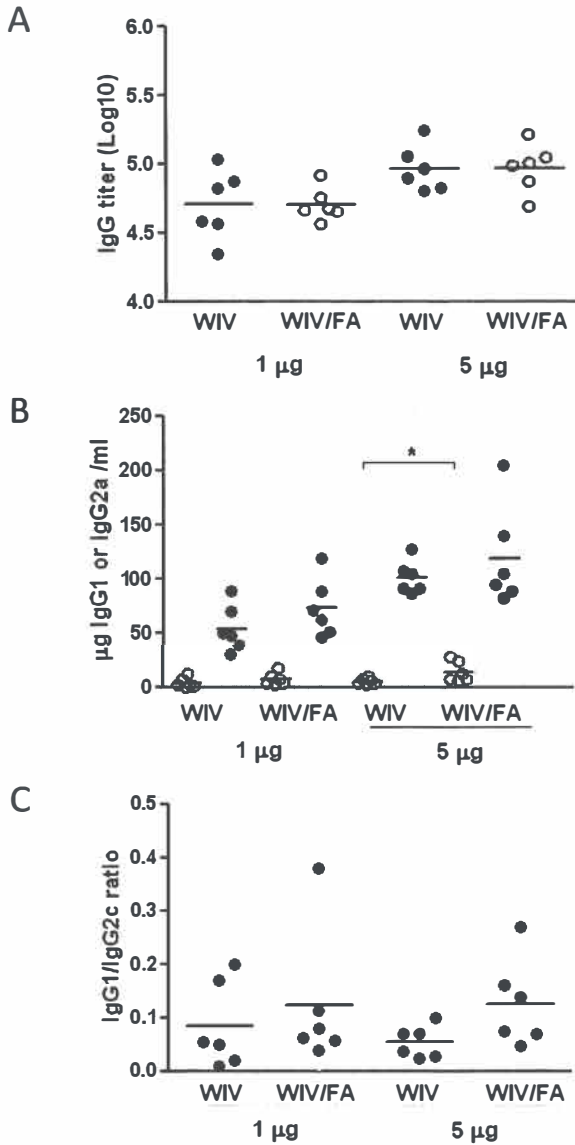 A
IgG titer (Log10)
6.0
5.5
5.0
4.5
4.0
WIV WIV/FA WIV WIV/FA
1 µg 5 µg
B
µg IgG1 or IgG2a /ml
250
200
150
100
50
0
*
WIV WIV/FA WIV WIV/FA
1 µg 5 µg
C
IgG1/IgG2c ratio
0.5
0.4
0.3
0.2
0.1
0.0
WIV WIV/FA WIV WIV/FA
1 µg 5 µg